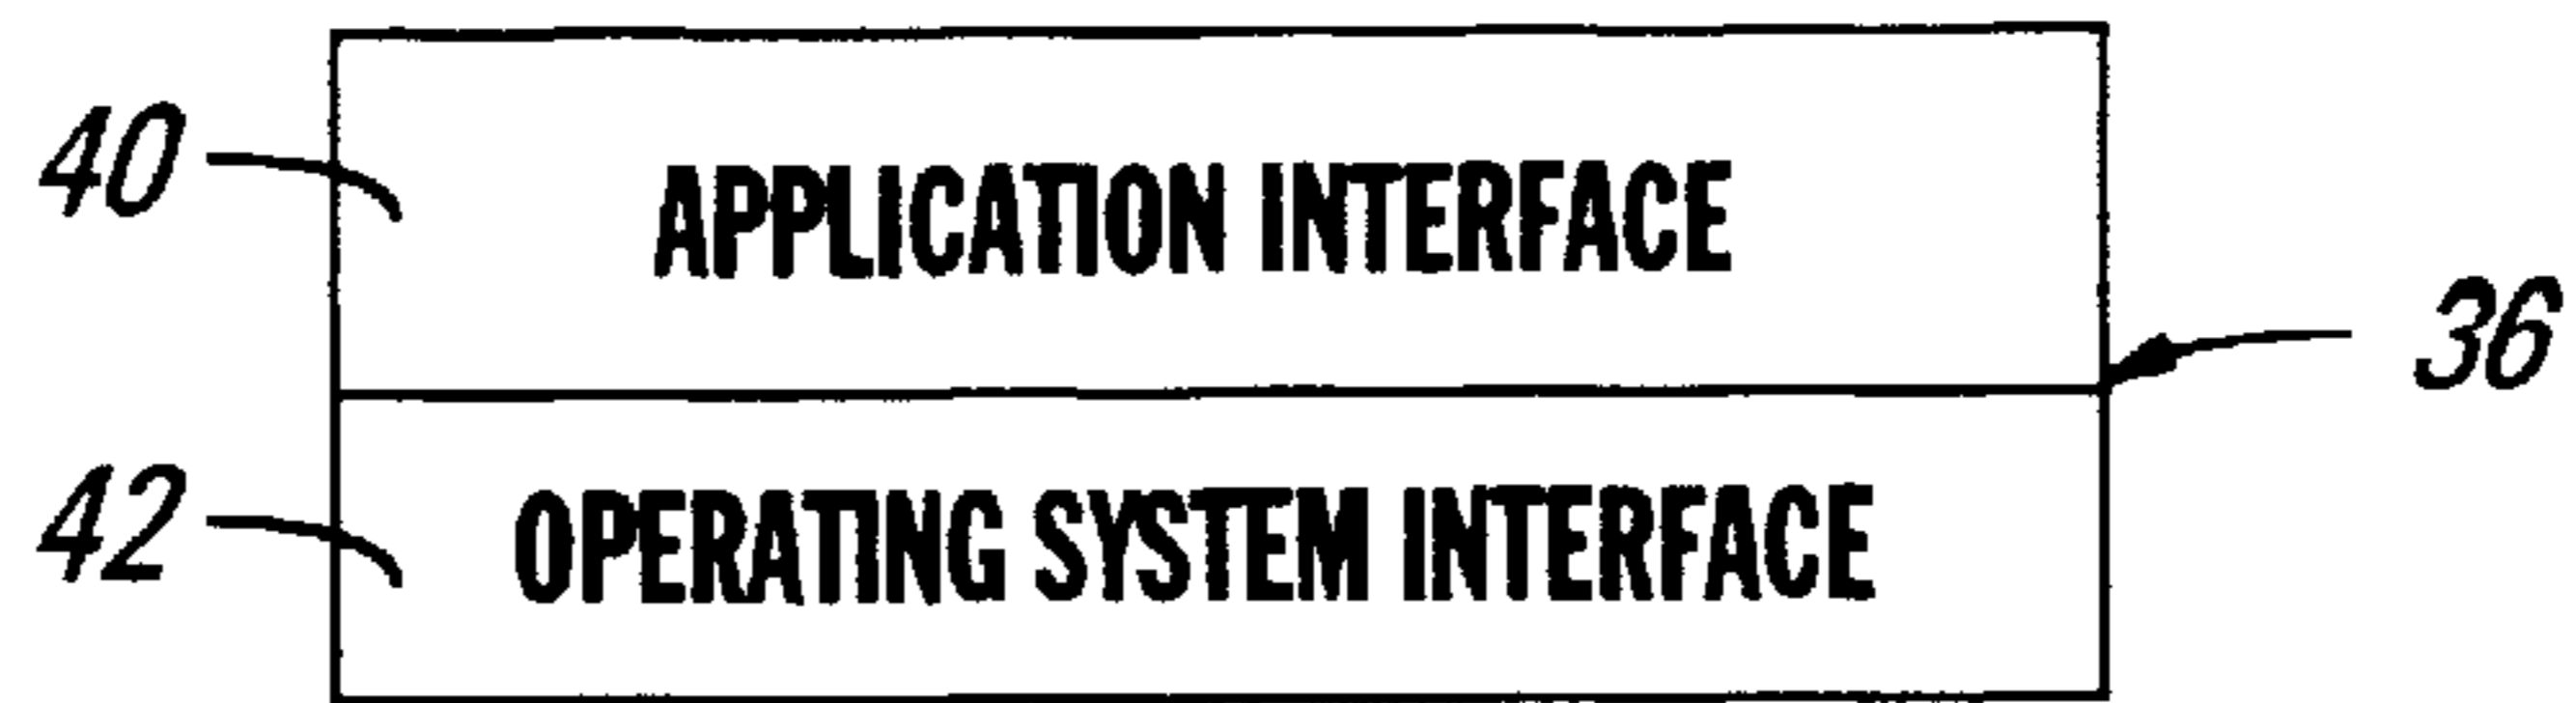 40
APPLICATION INTERFACE
36
42
OPERATING SYSTEM INTERFACE